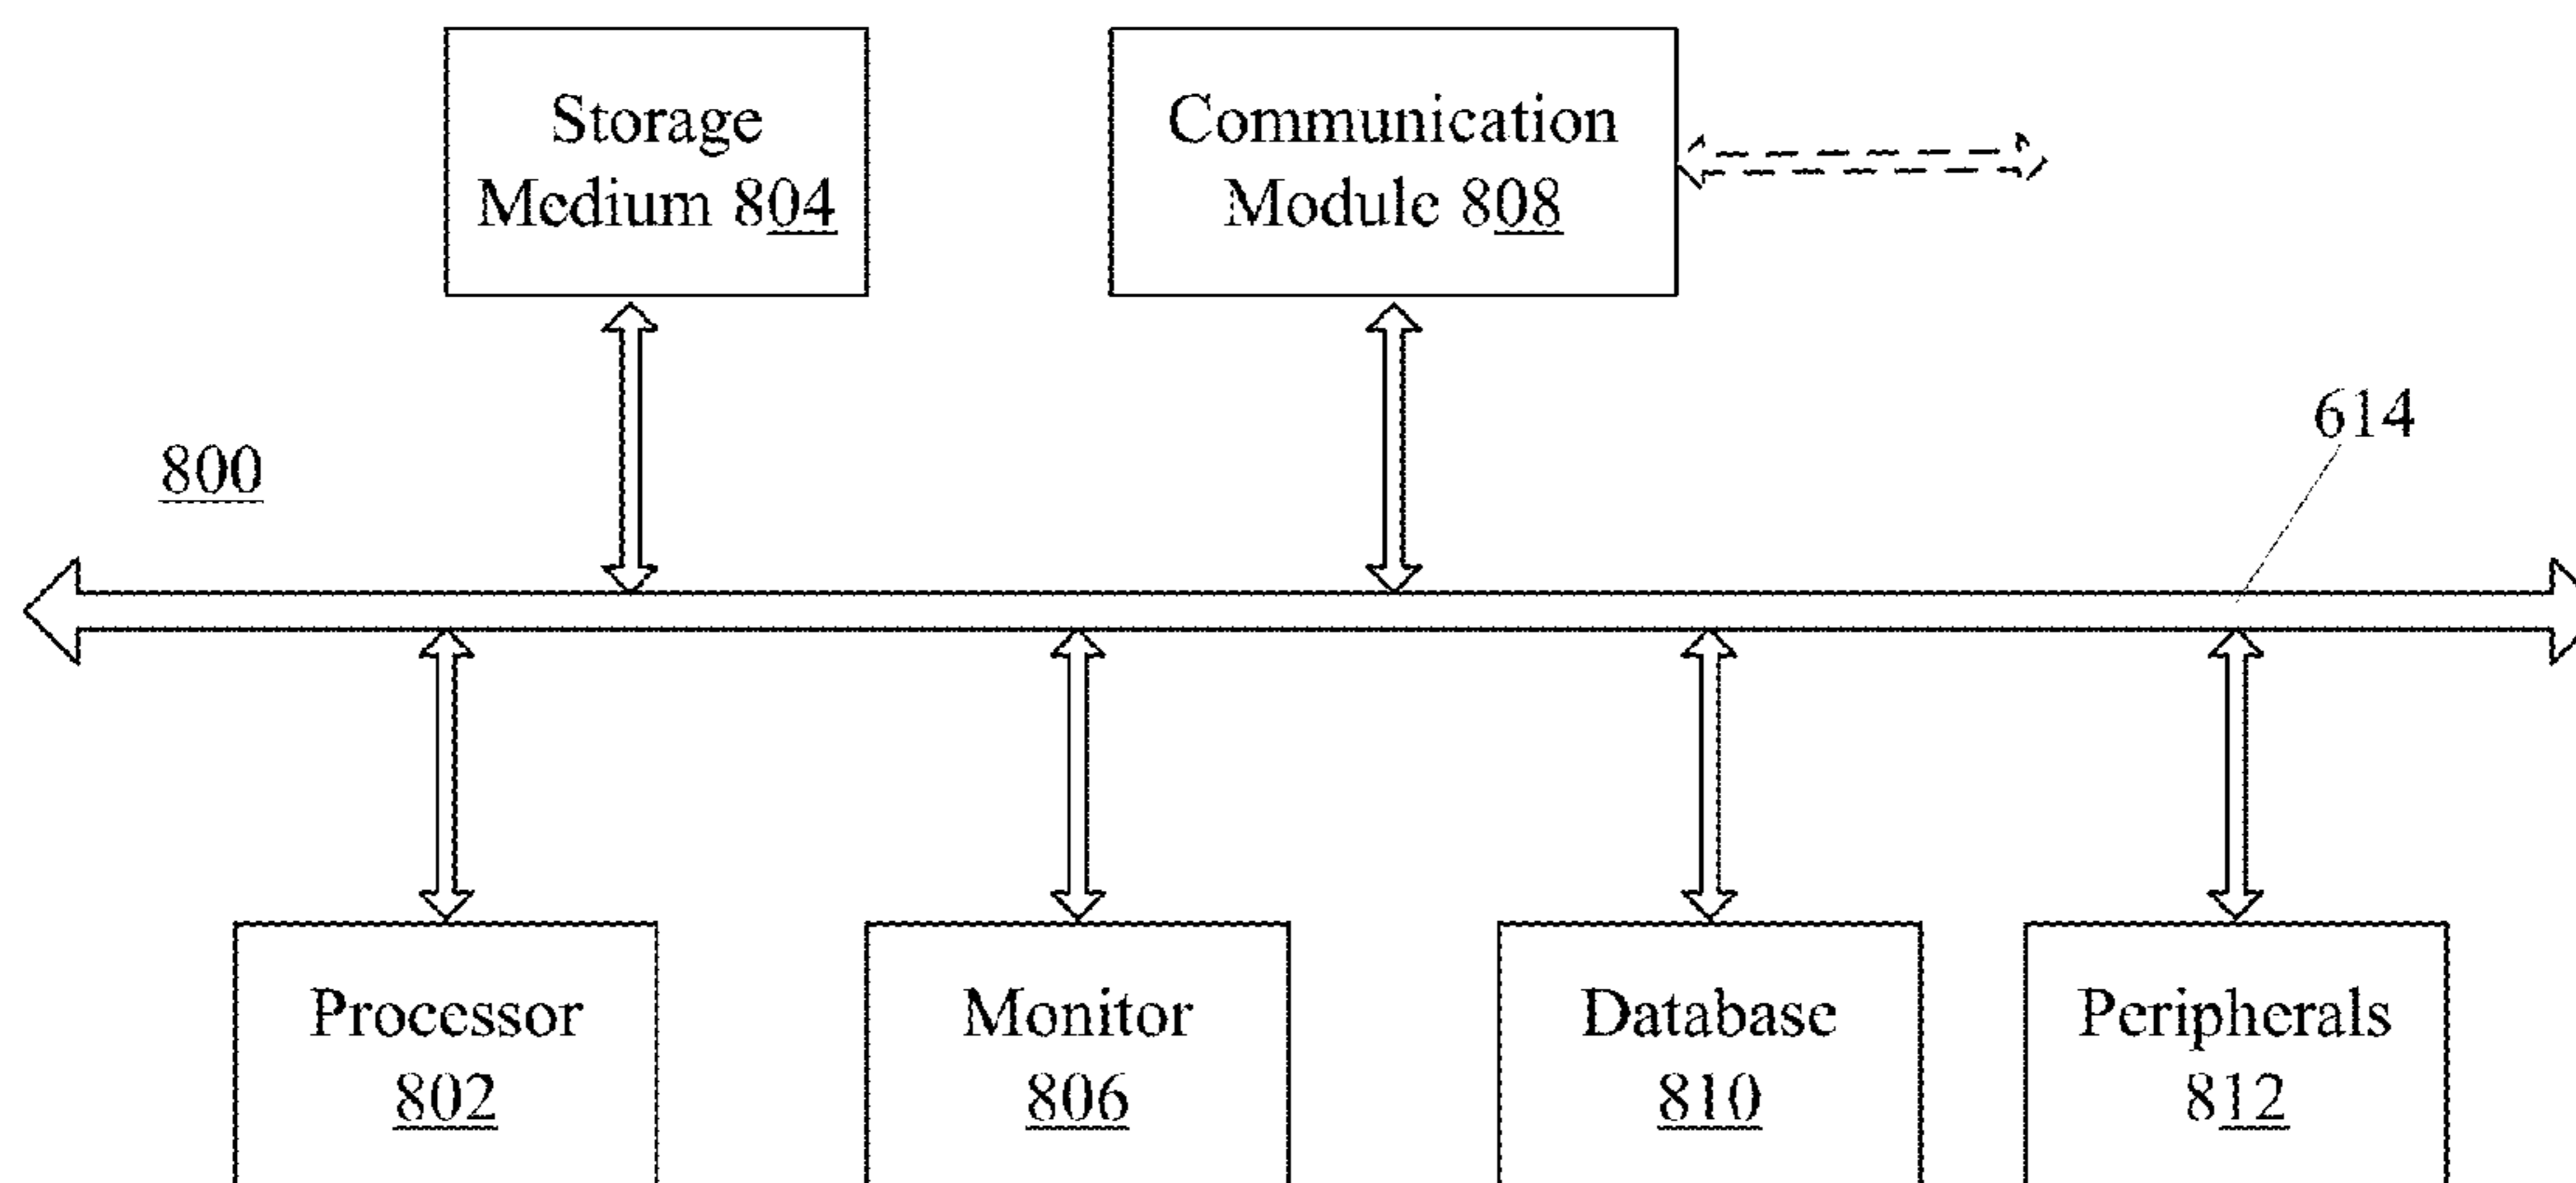 Storage
Medium 804
Communication
Module 808
614
800
Processor
802
Monitor
806
Database
810
Peripherals
812